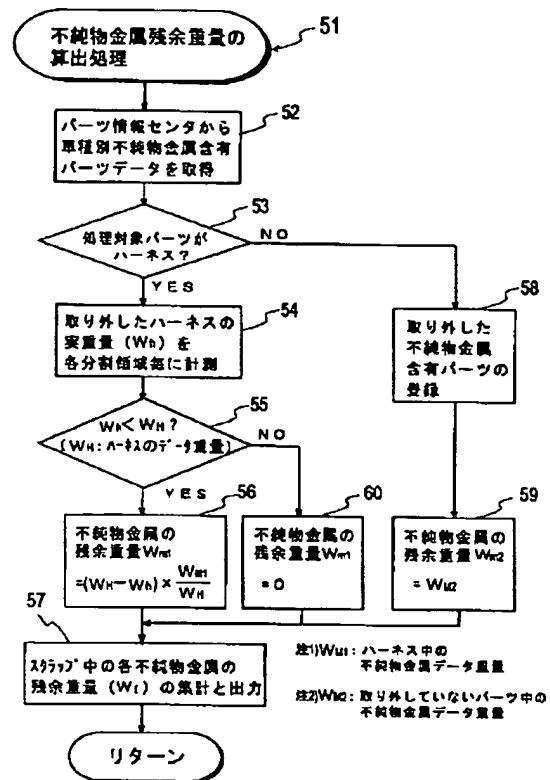 不純物金属残余重量の
算出処理
51
パーツ情報センタから
車種別不純物金属含有
パーツデータを取得
52
処理対象パーツが
ハーネス？
53
NO
YES
取り外したハーネスの
実重量（Wh）を
各分割領域毎に計測
54
58
取り外した
不純物金属
含有パーツの
登録
Wh＜WH？
（WH：ハーネスのデータ重量）
55
NO
YES
56
不純物金属の
残余重量Wm1
=(WH－Wh)×WM1/WH
60
不純物金属の
残余重量Wm1
=0
59
不純物金属の
残余重量Wm2
=WM2
57
スクラップ中の各不純物金属の
残余重量（WI）の集計と出力
注1)WM1：ハーネス中の
不純物金属データ重量
注2)WM2：取り外していないパーツ中の
不純物金属データ重量
リターン